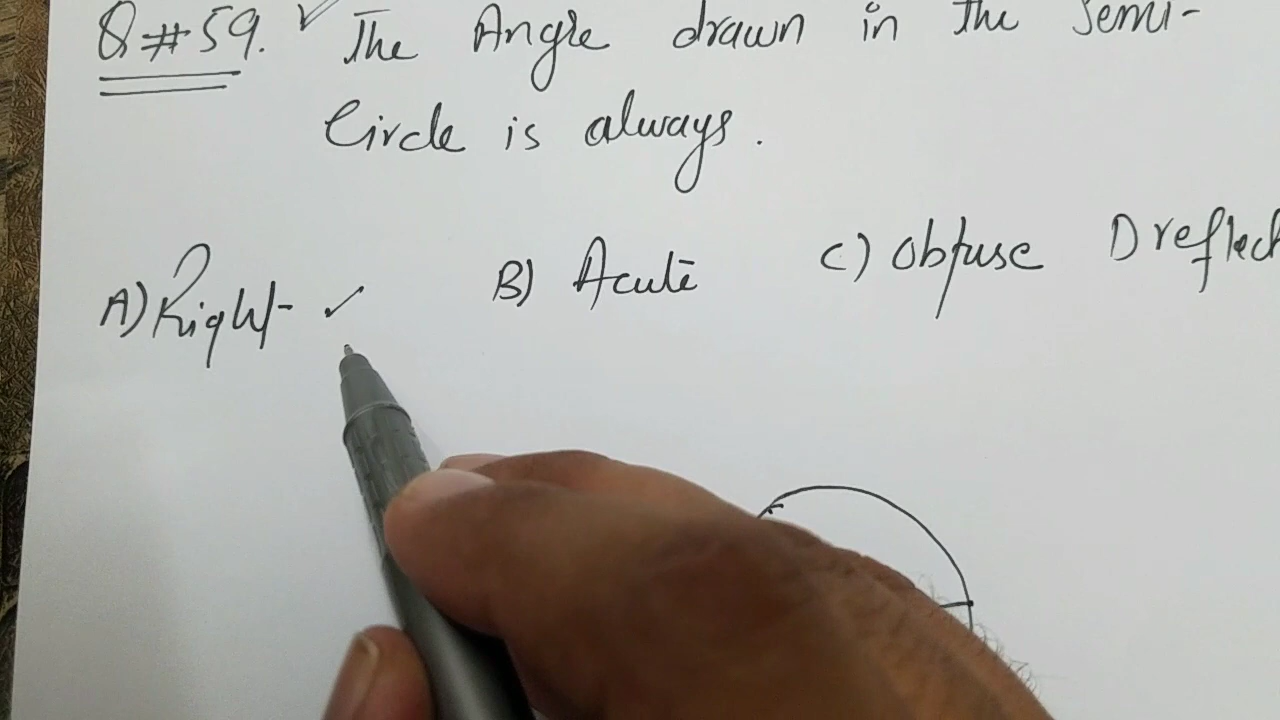 Q#59. ✓ The Angle drawn in the Semi-
Circle is always.
A) Right ✓ B) Acute C) Obtuse D reflect